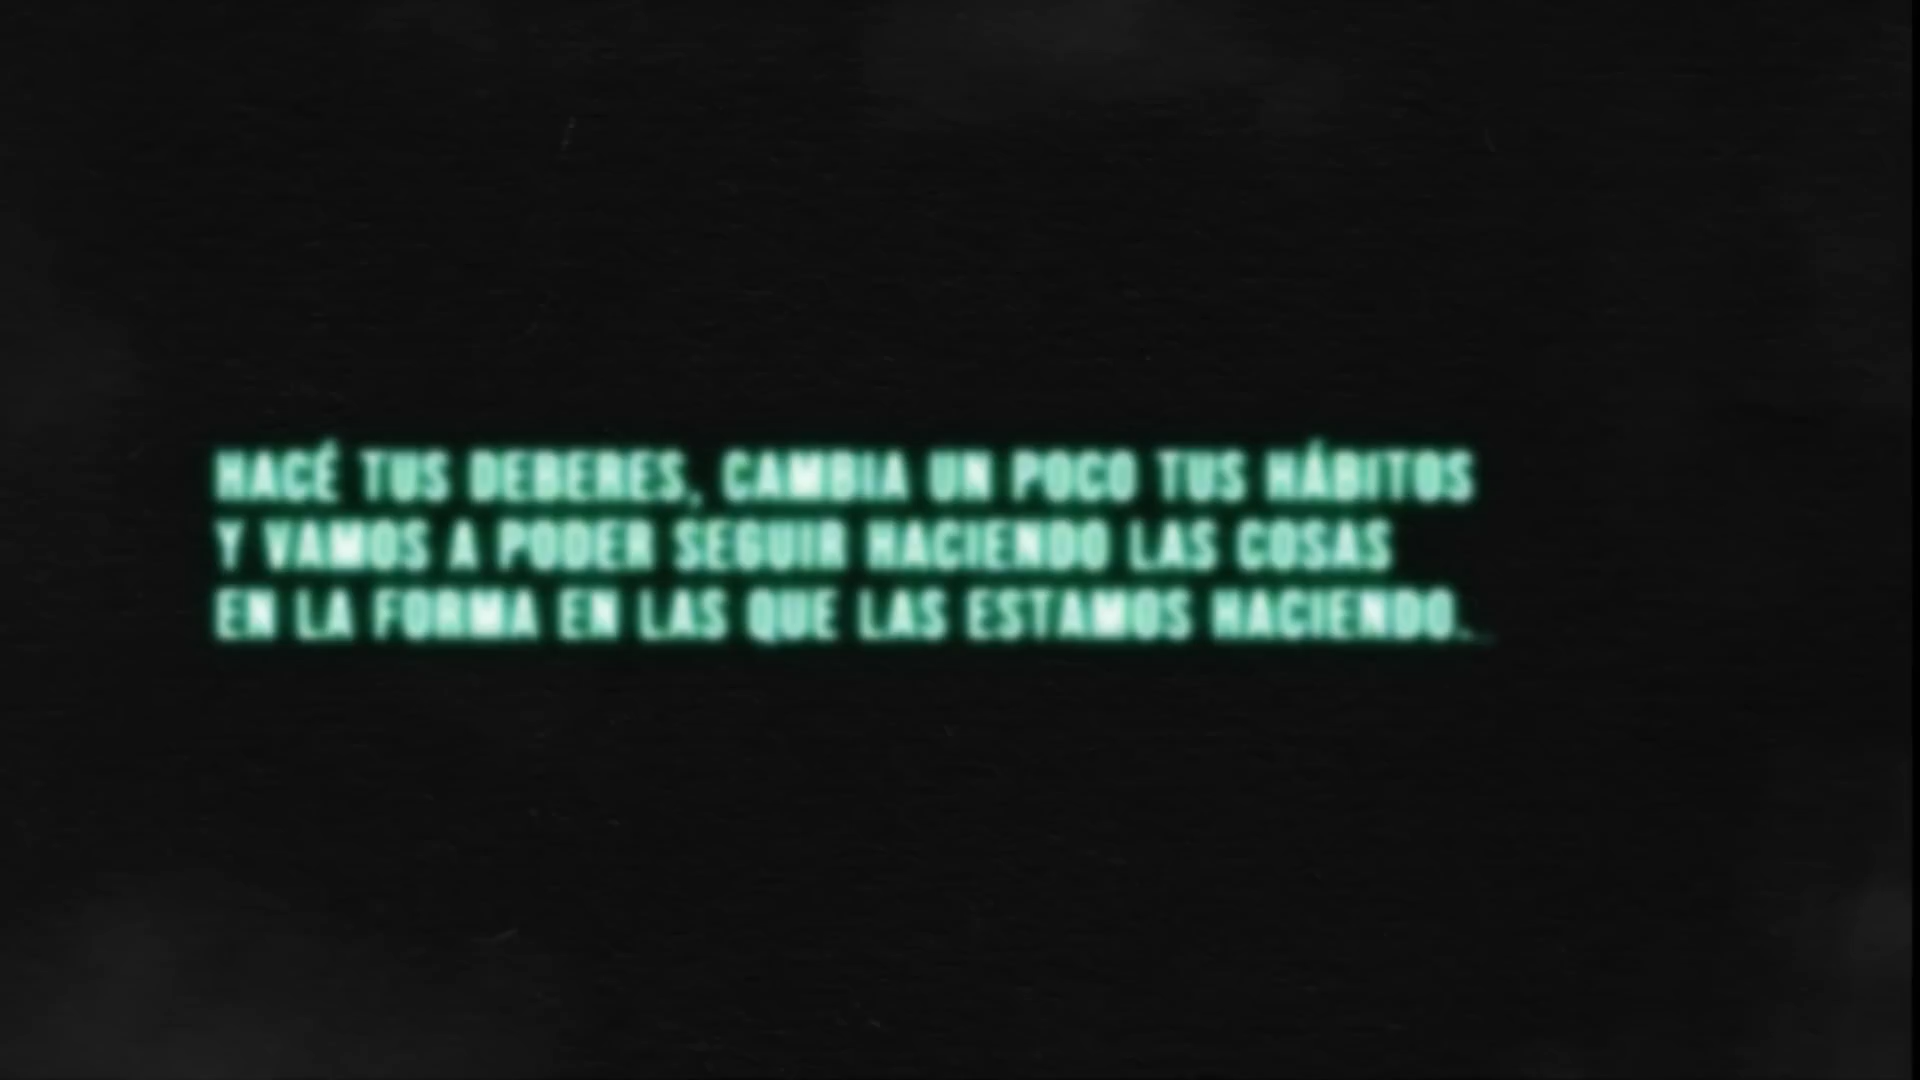 HACÉ TUS DEBERES, CAMBIA UN POCO TUS HÁBITOS
Y VAMOS A PODER SEGUIR HACIENDO LAS COSAS
EN LA FORMA EN LAS QUE LAS ESTAMOS HACIENDO._